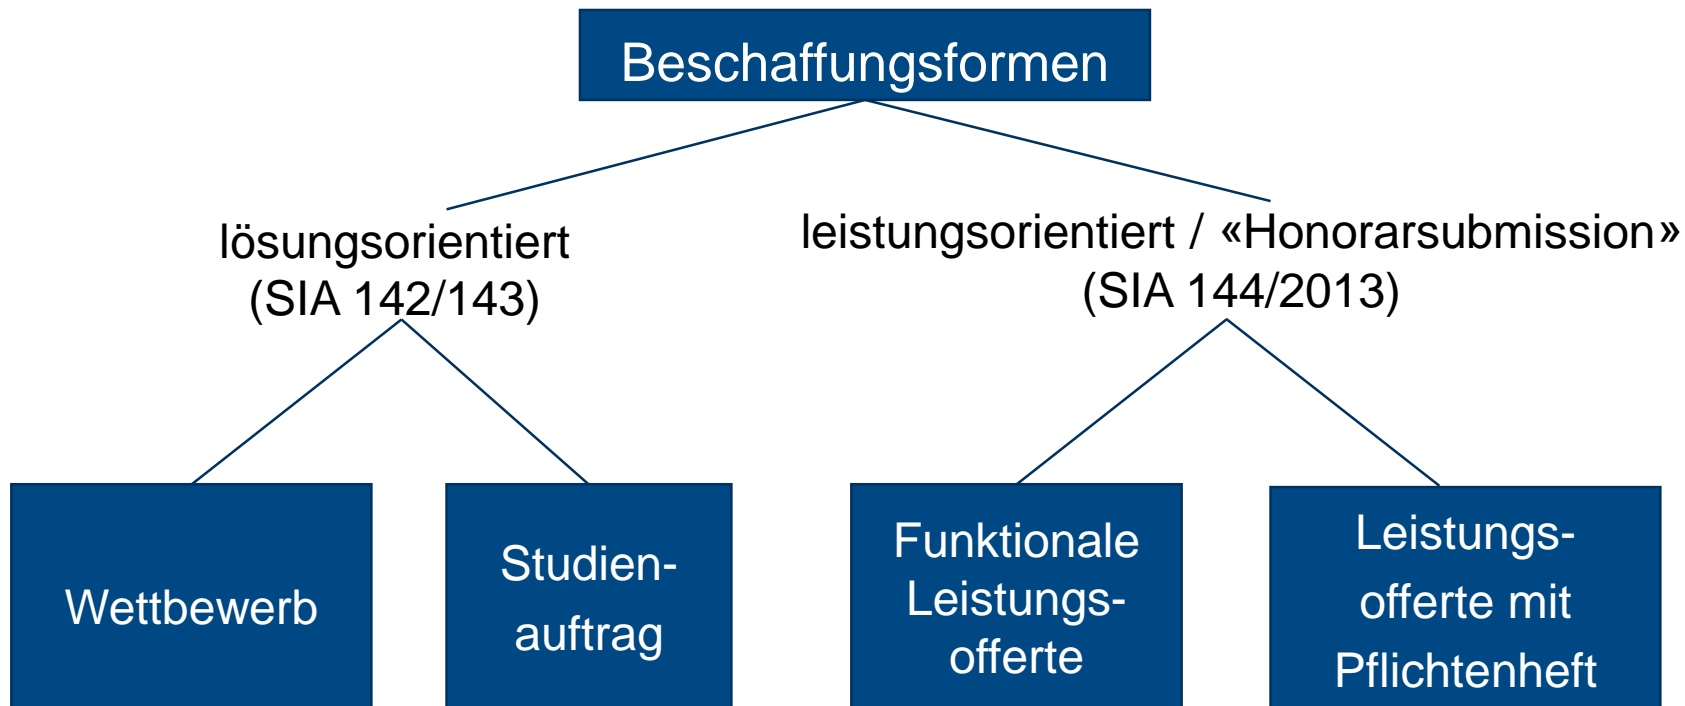 Beschaffungsformen
lösungsorientiert
(SIA 142/143)
leistungsorientiert / «Honorarsubmission»
(SIA 144/2013)
Wettbewerb
Studien-
auftrag
Funktionale
Leistungs-
offerte
Leistungs-
offerte mit
Pflichtenheft